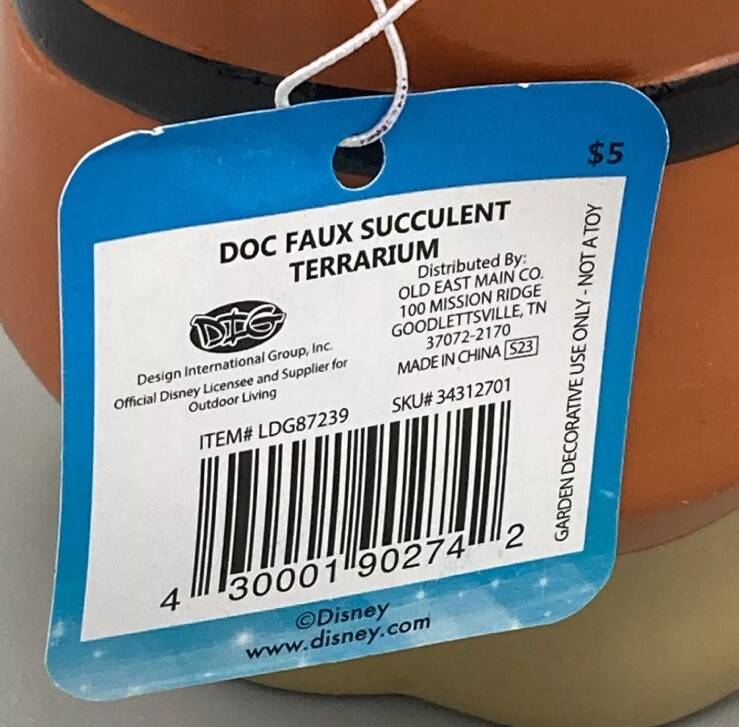 $5
DOC FAUX SUCCULENT
TERRARIUM
DIG
Design International Group, Inc.
Official Disney Licensee and Supplier for
Outdoor Living
Distributed By:
OLD EAST MAIN CO.
100 MISSION RIDGE
GOODLETTSVILLE, TN
37072-2170
MADE IN CHINA S23
ITEM# LDG87239
SKU# 34312701
4 30001 90274 2
GARDEN DECORATIVE USE ONLY - NOT A TOY
©Disney
www.disney.com